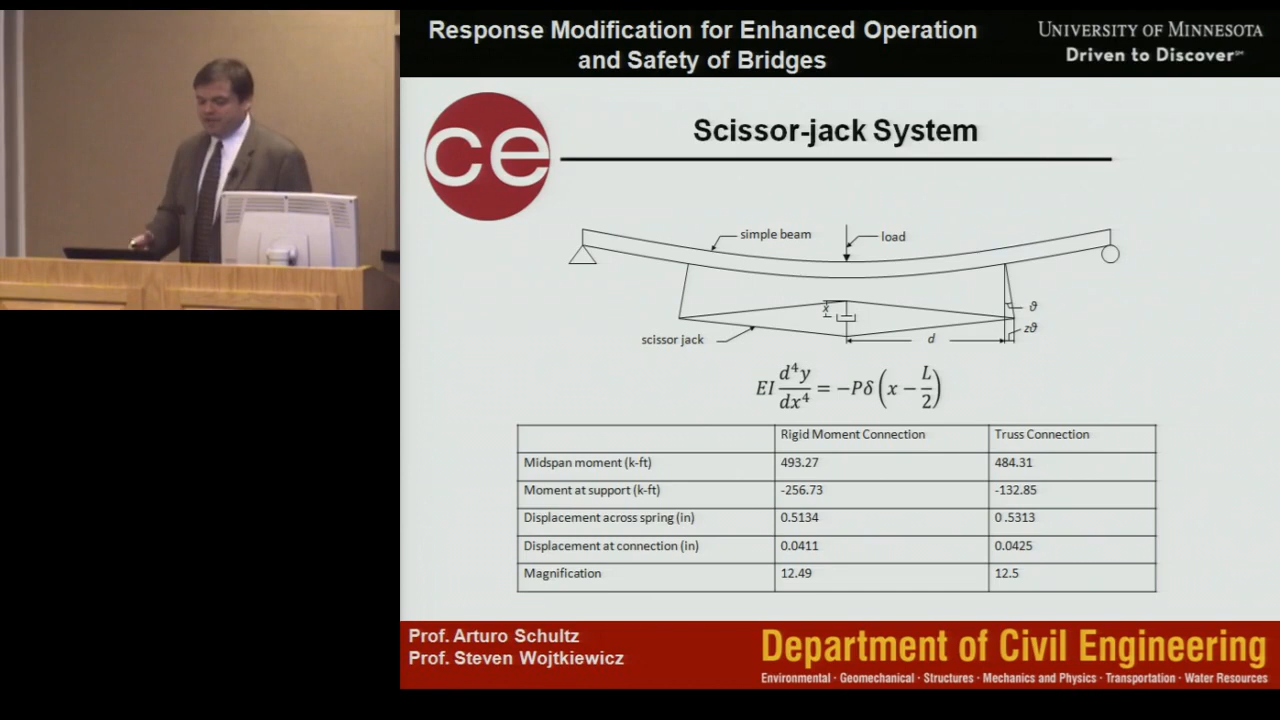 Response Modification for Enhanced Operation
and Safety of Bridges
UNIVERSITY OF MINNESOTA
Driven to Discover℠
ce
Scissor-jack System
simple beam
load
x
ϑ
zϑ
scissor jack
d
EI d⁴y/dx⁴ = −Pδ(x − L/2)
Rigid Moment Connection Truss Connection
Midspan moment (k-ft) 493.27 484.31
Moment at support (k-ft) -256.73 -132.85
Displacement across spring (in) 0.5134 0 .5313
Displacement at connection (in) 0.0411 0.0425
Magnification 12.49 12.5
Prof. Arturo Schultz
Prof. Steven Wojtkiewicz
Department of Civil Engineering
Environmental · Geomechanical · Structures · Mechanics and Physics · Transportation · Water Resources